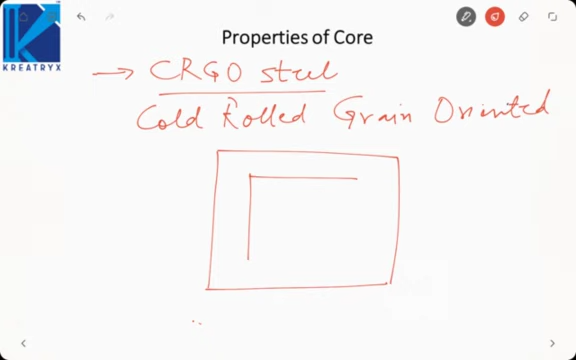 Properties of Core
KREATRYX
→ CRGO steel
Cold Rolled Grain Oriented